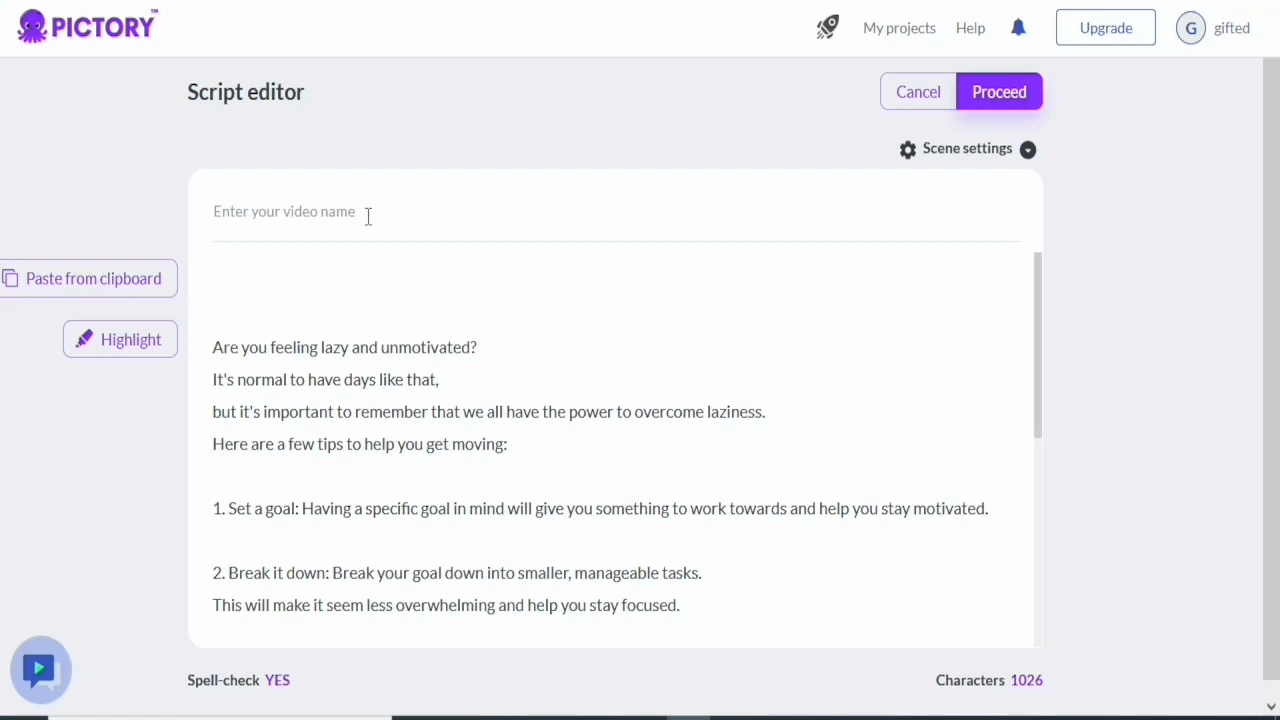 PICTORY™
My projects
Help
Upgrade
G
gifted
Script editor
Cancel
Proceed
Scene settings
Enter your video name
Paste from clipboard
Highlight
Are you feeling lazy and unmotivated?
It's normal to have days like that,
but it's important to remember that we all have the power to overcome laziness.
Here are a few tips to help you get moving:
1. Set a goal: Having a specific goal in mind will give you something to work towards and help you stay motivated.
2. Break it down: Break your goal down into smaller, manageable tasks.
This will make it seem less overwhelming and help you stay focused.
Spell-check YES
Characters 1026